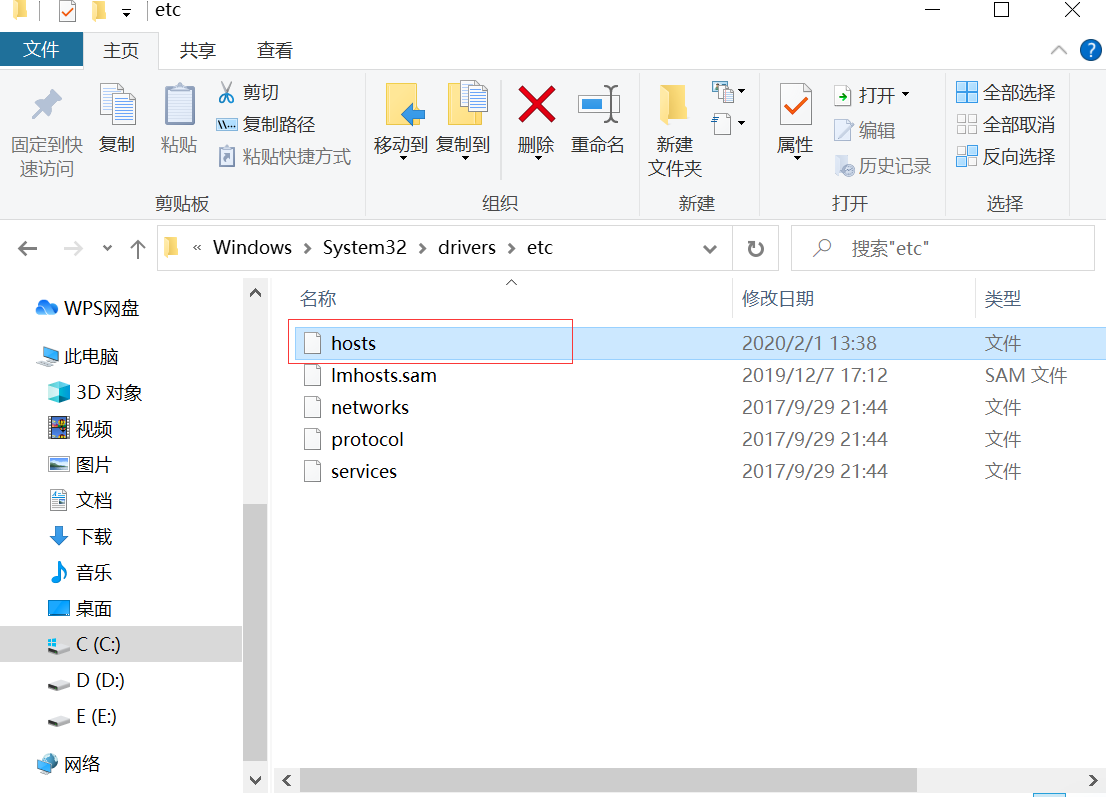 etc
文件 主页 共享 查看
固定到快
速访问
复制
粘贴
剪切
复制路径
粘贴快捷方式
剪贴板
移动到
复制到
删除
重命名
组织
新建
文件夹
新建
属性
打开
编辑
历史记录
打开
全部选择
全部取消
反向选择
选择
« Windows > System32 > drivers > etc
搜索"etc"
WPS网盘
此电脑
3D 对象
视频
图片
文档
下载
音乐
桌面
C (C:)
D (D:)
E (E:)
网络
名称 修改日期 类型
hosts 2020/2/1 13:38 文件
lmhosts.sam 2019/12/7 17:12 SAM 文件
networks 2017/9/29 21:44 文件
protocol 2017/9/29 21:44 文件
services 2017/9/29 21:44 文件